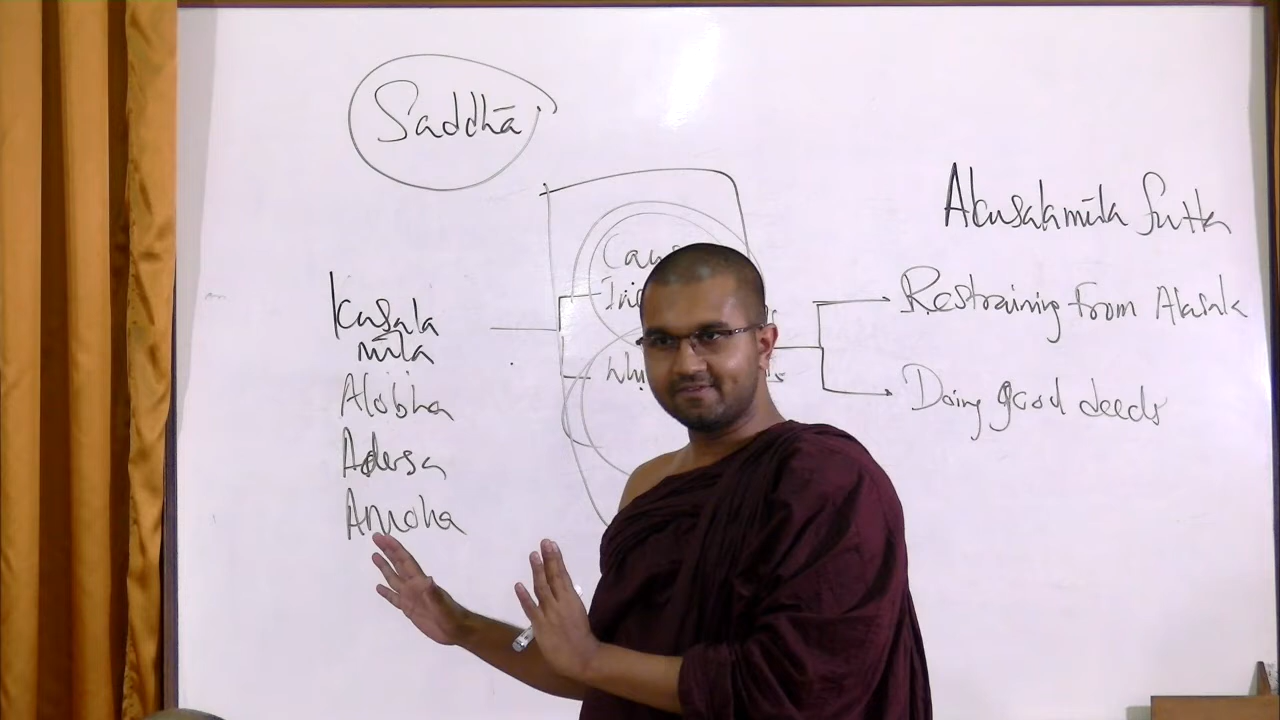 Saddhā
Akusalamūla Sutta
Kusala
mūla
Alobha
Adosa
Amoha
Restraining from Akusala
Doing good deeds